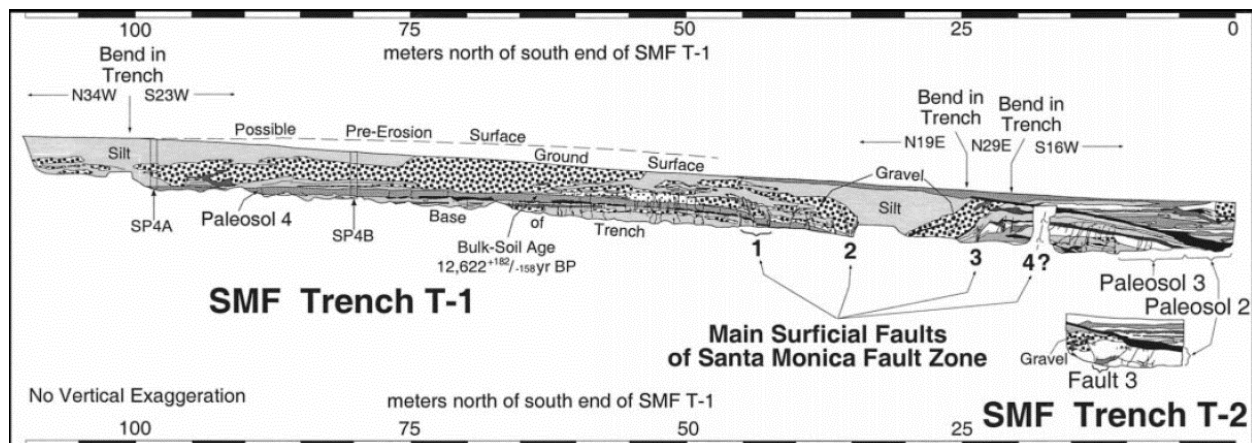 100 75 50 25 0
meters north of south end of SMF T-1
Bend in
Trench
N34W S23W
Possible Pre-Erosion Surface
Silt
Ground Surface
Bend in
Trench
N19E
Bend in
Trench
N29E S16W
Gravel
Silt
SP4A
Paleosol 4
SP4B
Base of Trench
Bulk-Soil Age
12,622+182/-158yr BP
1 2 3 4?
Paleosol 3
Paleosol 2
SMF Trench T-1
Main Surficial Faults
of Santa Monica Fault Zone
Gravel
Fault 3
SMF Trench T-2
No Vertical Exaggeration
meters north of south end of SMF T-1
100 75 50 25 0